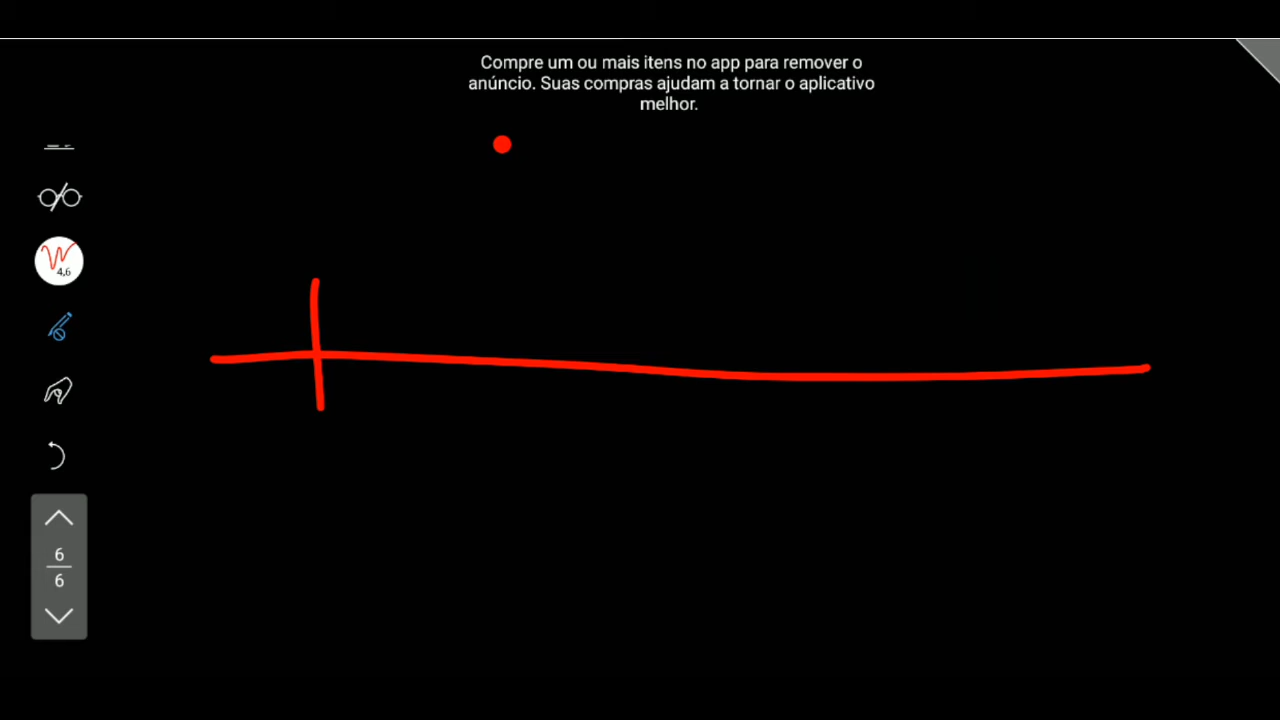 Compre um ou mais itens no app para remover o
anúncio. Suas compras ajudam a tornar o aplicativo
melhor.
4,6
6
6